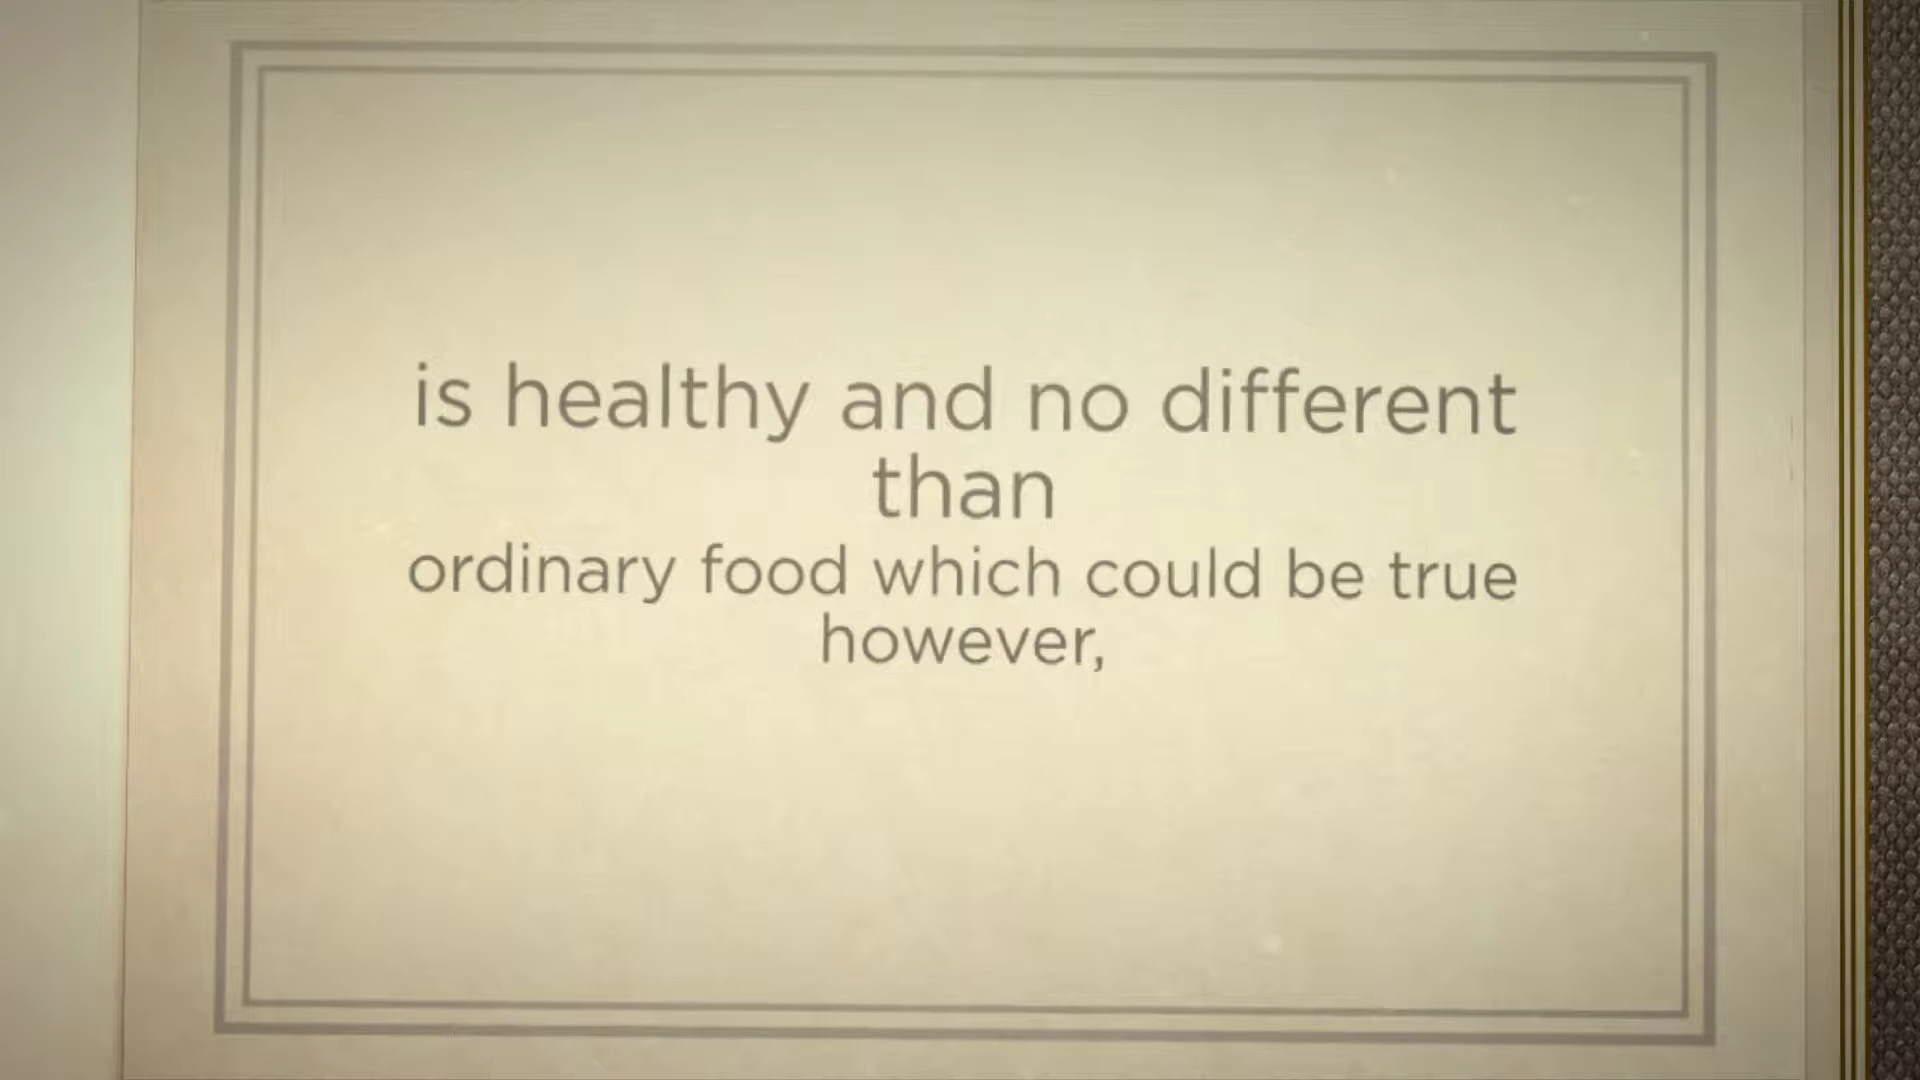 is healthy and no different
than
ordinary food which could be true
however,